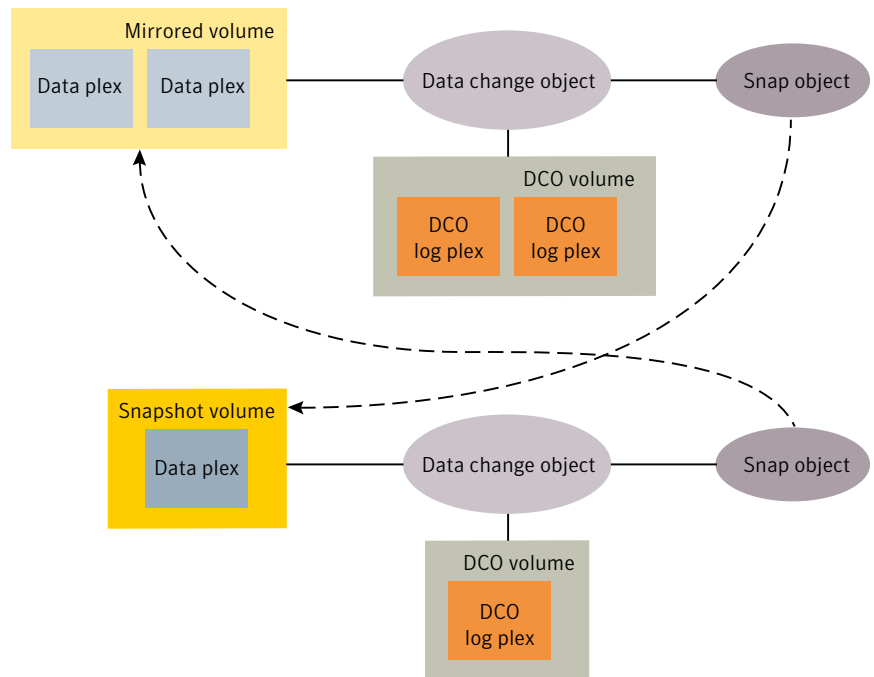 Mirrored volume
Data plex
Data plex
Data change object
Snap object
DCO volume
DCO
log plex
DCO
log plex
Snapshot volume
Data plex
Data change object
Snap object
DCO volume
DCO
log plex